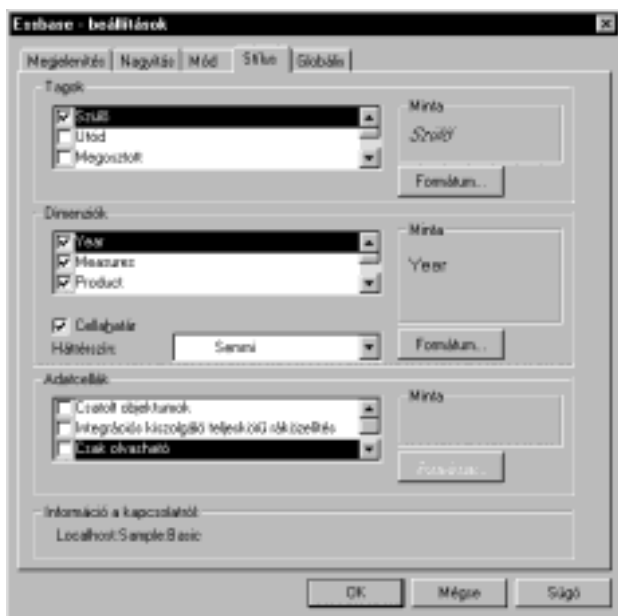 Essbase - beállítások
Megjelenítés Nagyítás Mód Stílus Globális
Tagok
Szülő
Utód
Megosztott
Minta
Szülő
Formátum...
Dimenziók
Year
Measures
Product
Minta
Year
Cellahatár
Háttérszín: Semmi
Formátum...
Adatcellák
Csatolt objektumok
Integrációs kiszolgáló teljeskörű ráközelítés
Csak olvasható
Minta
Formátum...
Információ a kapcsolatról:
Localhost:Sample:Basic
OK Mégse Súgó